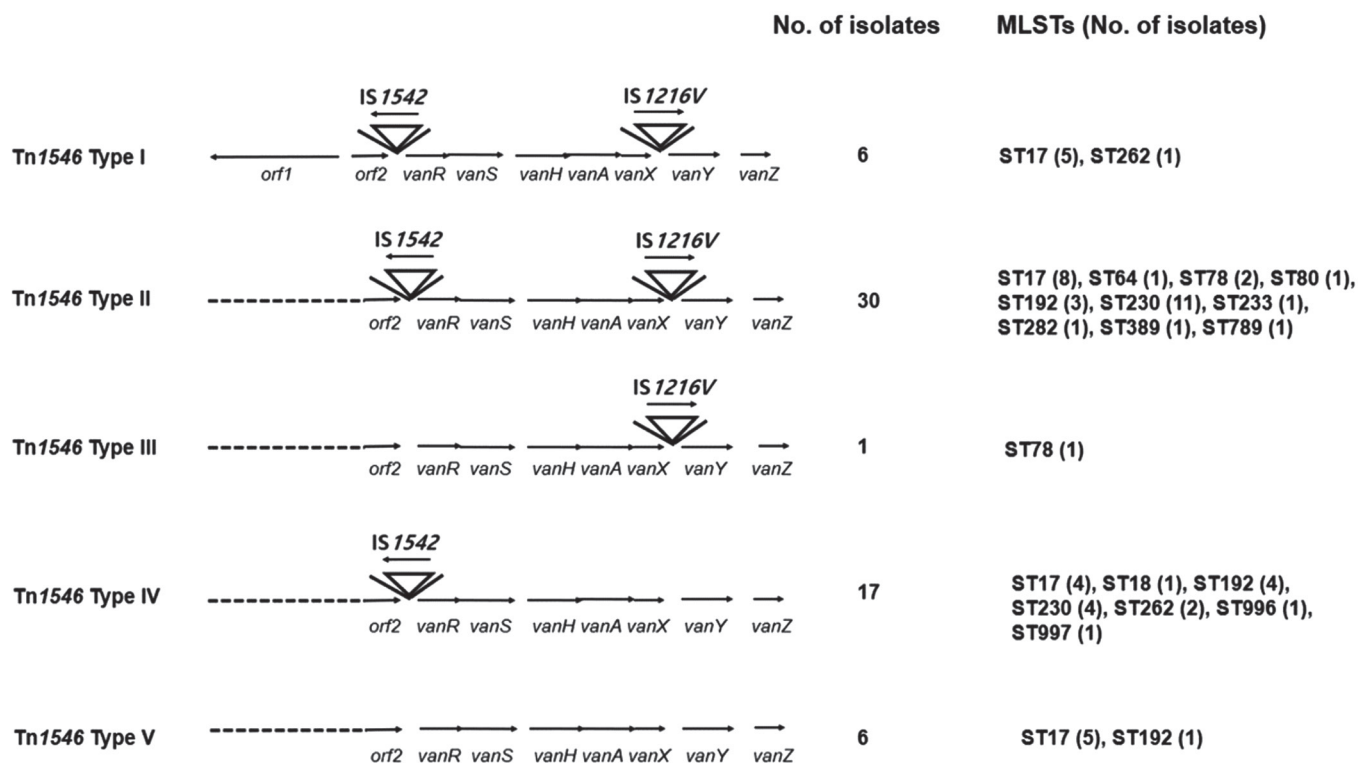 No. of isolates MLSTs (No. of isolates)
IS1542 IS1216V
Tn1546 Type I 6 ST17 (5), ST262 (1)
orf1 orf2 vanR vanS vanH vanA vanX vanY vanZ
IS1542 IS1216V
ST17 (8), ST64 (1), ST78 (2), ST80 (1),
Tn1546 Type II 30 ST192 (3), ST230 (11), ST233 (1),
orf2 vanR vanS vanH vanA vanX vanY vanZ ST282 (1), ST389 (1), ST789 (1)
IS1216V
Tn1546 Type III 1 ST78 (1)
orf2 vanR vanS vanH vanA vanX vanY vanZ
IS1542
ST17 (4), ST18 (1), ST192 (4),
Tn1546 Type IV 17 ST230 (4), ST262 (2), ST996 (1),
orf2 vanR vanS vanH vanA vanX vanY vanZ ST997 (1)
Tn1546 Type V 6 ST17 (5), ST192 (1)
orf2 vanR vanS vanH vanA vanX vanY vanZ